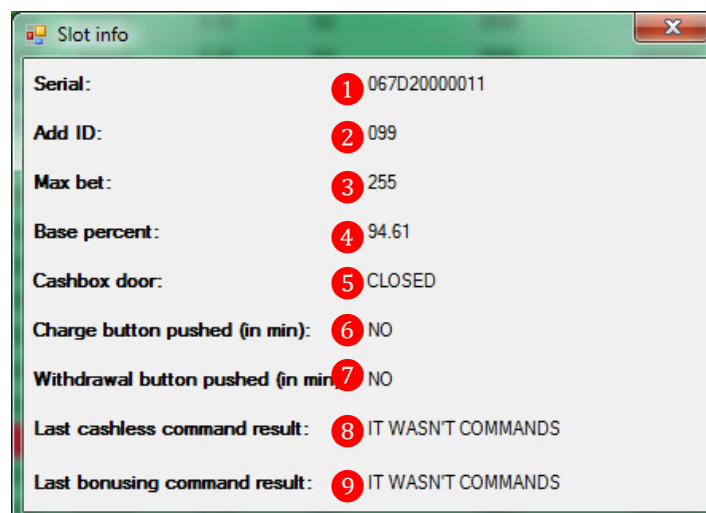 Slot info
Serial: 1 067D20000011
Add ID: 2 099
Max bet: 3 255
Base percent: 4 94.61
Cashbox door: 5 CLOSED
Charge button pushed (in min): 6 NO
Withdrawal button pushed (in min 7 NO
Last cashless command result: 8 IT WASN'T COMMANDS
Last bonusing command result: 9 IT WASN'T COMMANDS